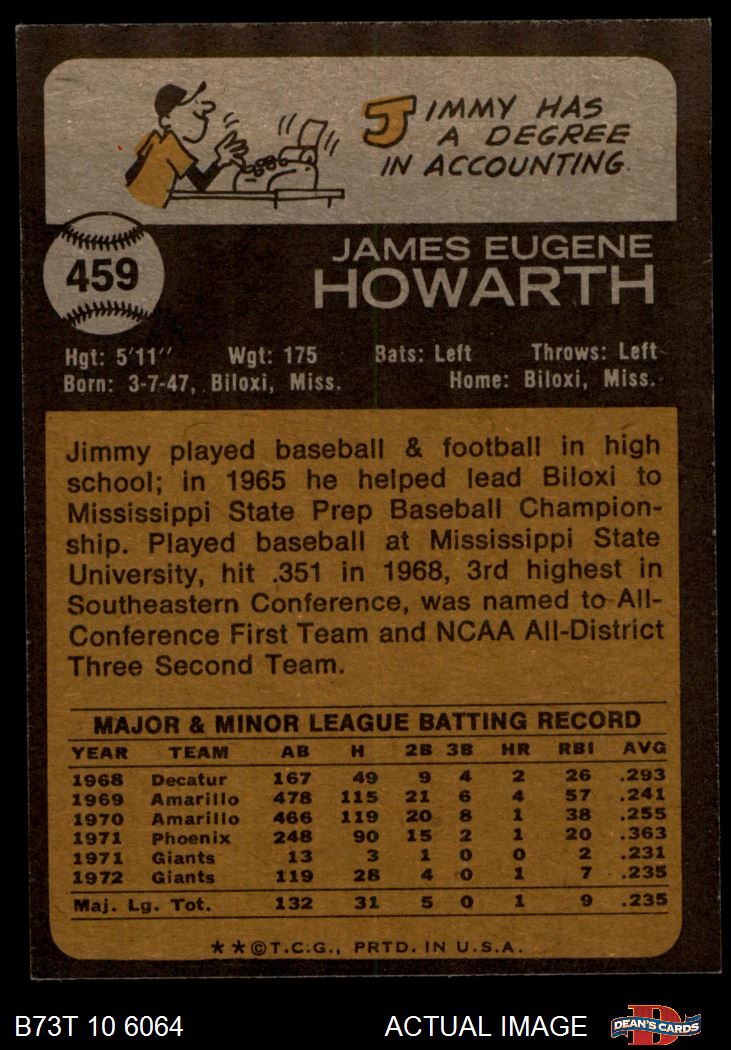 JIMMY HAS
A DEGREE
IN ACCOUNTING.
459
JAMES EUGENE
HOWARTH
Hgt: 5'11" Wgt: 175 Bats: Left Throws: Left
Born: 3-7-47, Biloxi, Miss. Home: Biloxi, Miss.
Jimmy played baseball & football in high
school; in 1965 he helped lead Biloxi to
Mississippi State Prep Baseball Champion-
ship. Played baseball at Mississippi State
University, hit .351 in 1968, 3rd highest in
Southeastern Conference, was named to All-
Conference First Team and NCAA All-District
Three Second Team.
MAJOR & MINOR LEAGUE BATTING RECORD
YEAR TEAM AB H 2B 3B HR RBI AVG
1968 Decatur 167 49 9 4 2 26 .293
1969 Amarillo 478 115 21 6 4 57 .241
1970 Amarillo 466 119 20 8 1 38 .255
1971 Phoenix 248 90 15 2 1 20 .363
1971 Giants 13 3 1 0 0 2 .231
1972 Giants 119 28 4 0 1 7 .235
Maj. Lg. Tot. 132 31 5 0 1 9 .235
**©T.C.G., PRTD. IN U.S.A.
B73T 10 6064 ACTUAL IMAGE DEAN'S CARDS